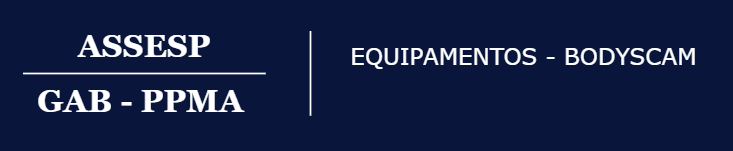 ASSESP
GAB - PPMA
EQUIPAMENTOS - BODYSCAM